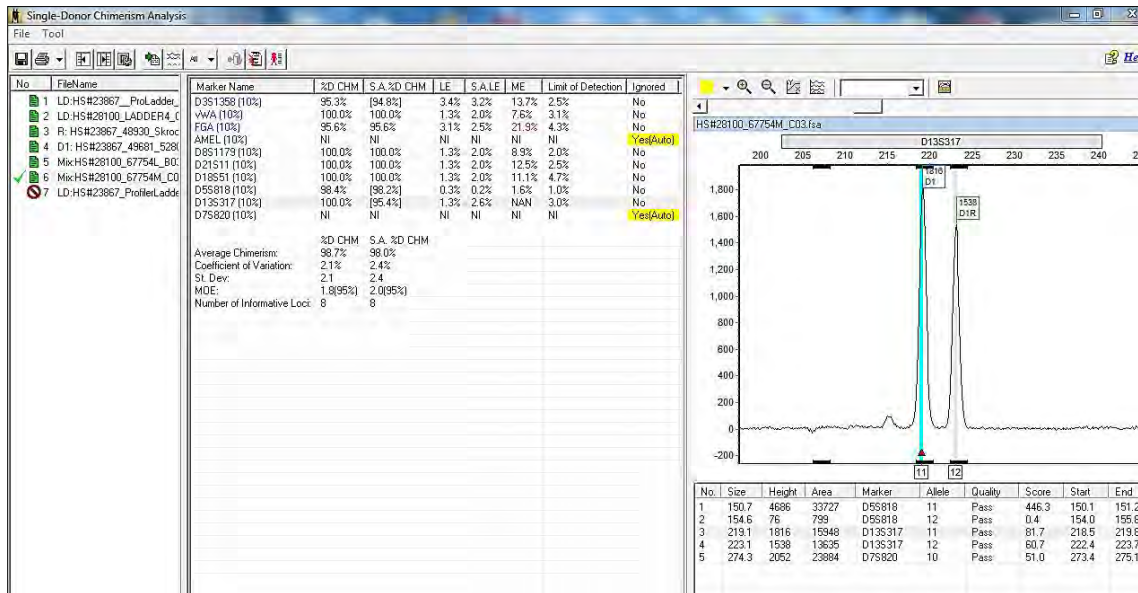 Single-Donor Chimerism Analysis
File Tool
No FileName
1 LD:HS#23867__ProLadder_
2 LD:HS#28100_LADDER4_
3 R: HS#23867_48930_Skroc
4 D1: HS#23867_49681_5280
5 Mix:HS#28100_67754L_B0
6 Mix:HS#28100_67754M_C0
7 LD:HS#23867_ProfilerLadde
Marker Name %D CHM S.A.%D CHM LE S.A.LE ME Limit of Detection Ignored
D3S1358 (10%) 95.3% [94.8%] 3.4% 3.2% 13.7% 2.5% No
vWA (10%) 100.0% 100.0% 1.3% 2.0% 7.6% 3.1% No
FGA (10%) 95.6% 95.6% 3.1% 2.5% 21.9% 4.3% No
AMEL (10%) NI NI NI NI NI NI Yes(Auto)
D8S1179 (10%) 100.0% 100.0% 1.3% 2.0% 8.9% 2.0% No
D21S11 (10%) 100.0% 100.0% 1.3% 2.0% 12.5% 2.5% No
D18S51 (10%) 100.0% 100.0% 1.3% 2.0% 11.1% 4.7% No
D5S818 (10%) 98.4% [98.2%] 0.3% 0.2% 1.6% 1.0% No
D13S317 (10%) 100.0% [95.4%] 1.3% 2.6% NAN 3.0% No
D7S820 (10%) NI NI NI NI NI NI Yes(Auto)
%D CHM S.A. %D CHM
Average Chimerism: 98.7% 98.0%
Coefficient of Variation: 2.1% 2.4%
St. Dev: 2.1 2.4
MOE: 1.8(95%) 2.0(95%)
Number of Informative Loci: 8 8
HS#28100_67754M_C03.fsa
D13S317
200 205 210 215 220 225 230 235 240
1816
D1
1538
D1R
1,800
1,600
1,400
1,200
1,000
800
600
400
200
0
-200
11 12
No. Size Height Area Marker Allele Quality Score Start End
1 150.7 4686 33727 D5S818 11 Pass 446.3 150.1 151.2
2 154.6 76 799 D5S818 12 Pass 0.4 154.0 155.8
3 219.1 1816 15948 D13S317 11 Pass 81.7 218.5 219.8
4 223.1 1538 13635 D13S317 12 Pass 60.7 222.4 223.7
5 274.3 2052 23884 D7S820 10 Pass 51.0 273.4 275.1